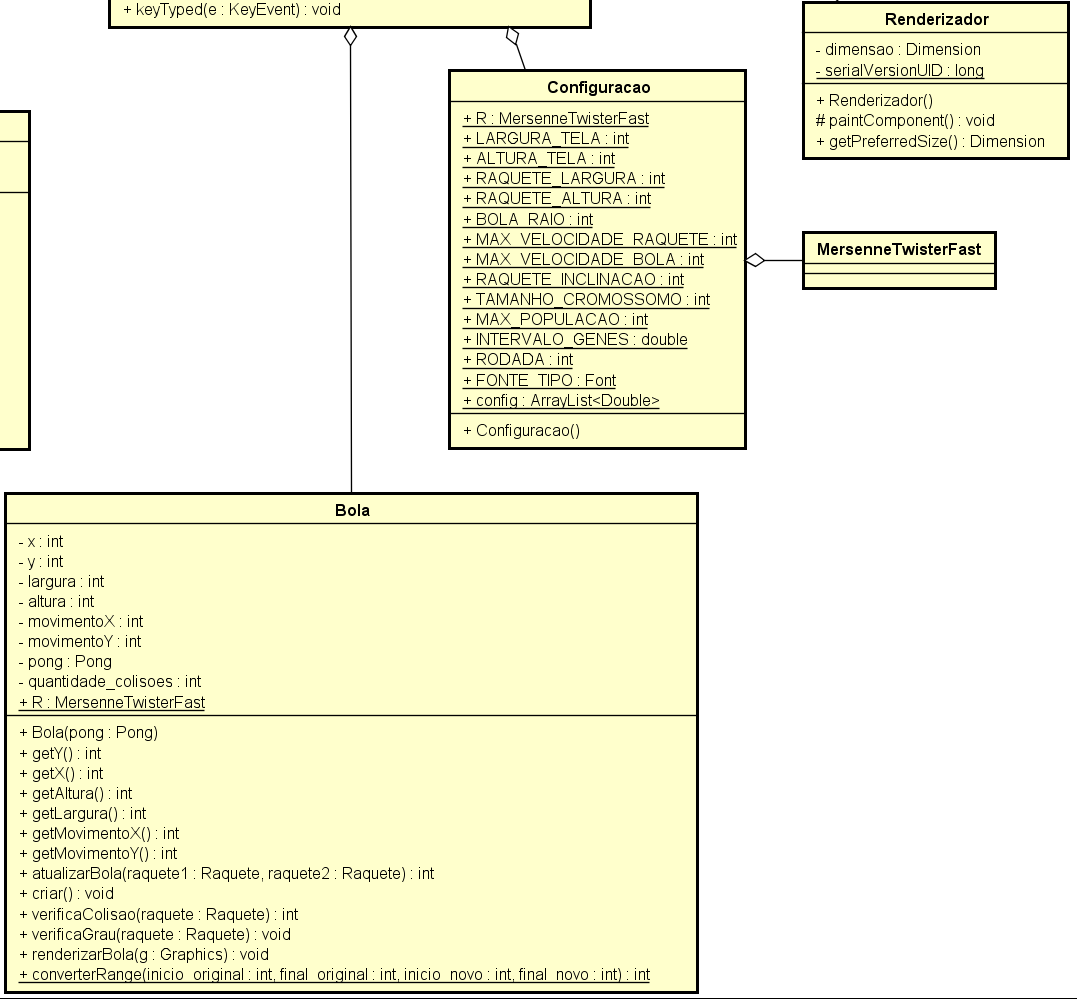 + keyTyped(e : KeyEvent) : void
Renderizador
- dimensao : Dimension
- serialVersionUID : long
+ Renderizador()
# paintComponent() : void
+ getPreferredSize() : Dimension
Configuracao
+ R : MersenneTwisterFast
+ LARGURA_TELA : int
+ ALTURA_TELA : int
+ RAQUETE_LARGURA : int
+ RAQUETE_ALTURA : int
+ BOLA_RAIO : int
+ MAX_VELOCIDADE_RAQUETE : int
+ MAX_VELOCIDADE_BOLA : int
+ RAQUETE_INCLINACAO : int
+ TAMANHO_CROMOSSOMO : int
+ MAX_POPULACAO : int
+ INTERVALO_GENES : double
+ RODADA : int
+ FONTE_TIPO : Font
+ config : ArrayList<Double>
+ Configuracao()
MersenneTwisterFast
Bola
- x : int
- y : int
- largura : int
- altura : int
- movimentoX : int
- movimentoY : int
- pong : Pong
- quantidade_colisoes : int
+ R : MersenneTwisterFast
+ Bola(pong : Pong)
+ getY() : int
+ getX() : int
+ getAltura() : int
+ getLargura() : int
+ getMovimentoX() : int
+ getMovimentoY() : int
+ atualizarBola(raquete1 : Raquete, raquete2 : Raquete) : int
+ criar() : void
+ verificaColisao(raquete : Raquete) : int
+ verificaGrau(raquete : Raquete) : void
+ renderizarBola(g : Graphics) : void
+ converterRange(inicio_original : int, final_original : int, inicio_novo : int, final_novo : int) : int